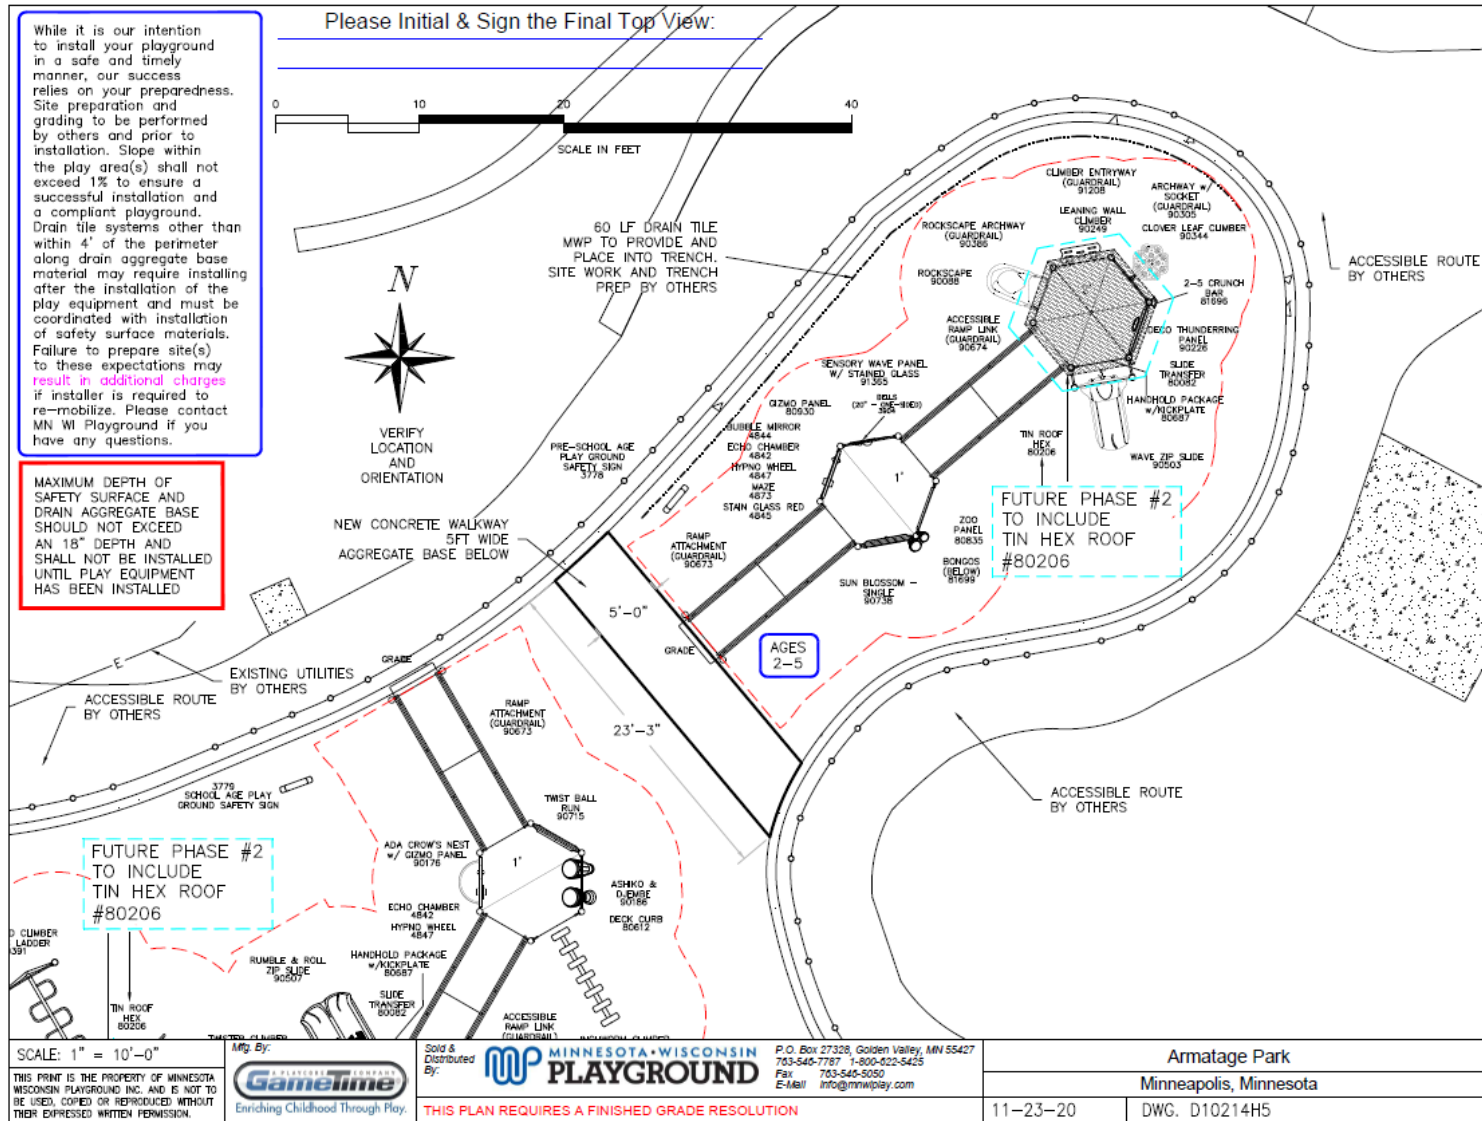 Please Initial & Sign the Final Top View:
While it is our intention
to install your playground
in a safe and timely
manner, our success
relies on your preparedness.
Site preparation and
grading to be performed
by others and prior to
installation. Slope within
the play area(s) shall not
exceed 1% to ensure a
successful installation and
a compliant playground.
Drain tile systems other than
within 4' of the perimeter
along drain aggregate base
material may require installing
after the installation of the
play equipment and must be
coordinated with installation
of safety surface materials.
Failure to prepare site(s)
to these expectations may
result in additional charges
if installer is required to
re-mobilize. Please contact
MN WI Playground if you
have any questions.
MAXIMUM DEPTH OF
SAFETY SURFACE AND
DRAIN AGGREGATE BASE
SHOULD NOT EXCEED
AN 18" DEPTH AND
SHALL NOT BE INSTALLED
UNTIL PLAY EQUIPMENT
HAS BEEN INSTALLED
0 10 20 40
SCALE IN FEET
N
VERIFY
LOCATION
AND
ORIENTATION
60 LF DRAIN TILE
MWP TO PROVIDE AND
PLACE INTO TRENCH.
SITE WORK AND TRENCH
PREP BY OTHERS
CLIMBER ENTRYWAY
(GUARDRAIL)
91208
ARCHWAY w/
SOCKET
(GUARDRAIL)
90305
LEANING WALL
CLIMBER
90249
CLOVER LEAF CLIMBER
90344
ROCKSCAPE ARCHWAY
(GUARDRAIL)
90386
ROCKSCAPE
90088
2-5 CRUNCH
BAR
81696
ACCESSIBLE ROUTE
BY OTHERS
ACCESSIBLE
RAMP LINK
(GUARDRAIL)
90674
DECO THUNDERRING
PANEL
90226
SLIDE
TRANSFER
80082
HANDHOLD PACKAGE
w/KICKPLATE
80687
SENSORY WAVE PANEL
W/ STAINED GLASS
91365
BELLS
(20" - ONE-SIDED)
3904
GIZMO PANEL
80930
BUBBLE MIRROR
4844
ECHO CHAMBER
4842
HYPNO WHEEL
4847
MAZE
4873
STAIN GLASS RED
4845
1'
TIN ROOF
HEX
80206
WAVE ZIP SLIDE
90503
PRE-SCHOOL AGE
PLAY GROUND
SAFETY SIGN
3778
FUTURE PHASE #2
TO INCLUDE
TIN HEX ROOF
#80206
ZOO
PANEL
80835
BONGOS
(BELOW)
81699
NEW CONCRETE WALKWAY
5FT WIDE
AGGREGATE BASE BELOW
RAMP
ATTACHMENT
(GUARDRAIL)
90673
SUN BLOSSOM -
SINGLE
90738
5'-0"
GRADE
AGES
2-5
E
EXISTING UTILITIES
BY OTHERS
ACCESSIBLE ROUTE
BY OTHERS
GRADE
RAMP
ATTACHMENT
(GUARDRAIL)
90673
23'-3"
ACCESSIBLE ROUTE
BY OTHERS
3779
SCHOOL AGE PLAY
GROUND SAFETY SIGN
TWIST BALL
RUN
90715
ADA CROW'S NEST
w/ GIZMO PANEL
90176
1'
FUTURE PHASE #2
TO INCLUDE
TIN HEX ROOF
#80206
ECHO CHAMBER
4842
HYPNO WHEEL
4847
ASHIKO &
DJEMBE
90186
DECK CURB
80612
D CLIMBER
LADDER
0391
RUMBLE & ROLL
ZIP SLIDE
90507
HANDHOLD PACKAGE
w/KICKPLATE
80687
SLIDE
TRANSFER
80082
TIN ROOF
HEX
80206
TWISTER CLIMBER
ACCESSIBLE
RAMP LINK
(GUARDRAIL)
INCHWORM CLIMBER
SCALE: 1" = 10'-0"
THIS PRINT IS THE PROPERTY OF MINNESOTA
WISCONSIN PLAYGROUND INC. AND IS NOT TO
BE USED, COPIED OR REPRODUCED WITHOUT
THEIR EXPRESSED WRITTEN PERMISSION.
Mfg. By:
A PLAYCORE COMPANY
GameTime
Enriching Childhood Through Play.
Sold &
Distributed
By:
MINNESOTA•WISCONSIN
PLAYGROUND
P.O. Box 27328, Golden Valley, MN 55427
763-546-7787 1-800-622-5425
Fax 763-546-5050
E-Mail info@mnwiplay.com
THIS PLAN REQUIRES A FINISHED GRADE RESOLUTION
Armatage Park
Minneapolis, Minnesota
11-23-20
DWG. D10214H5